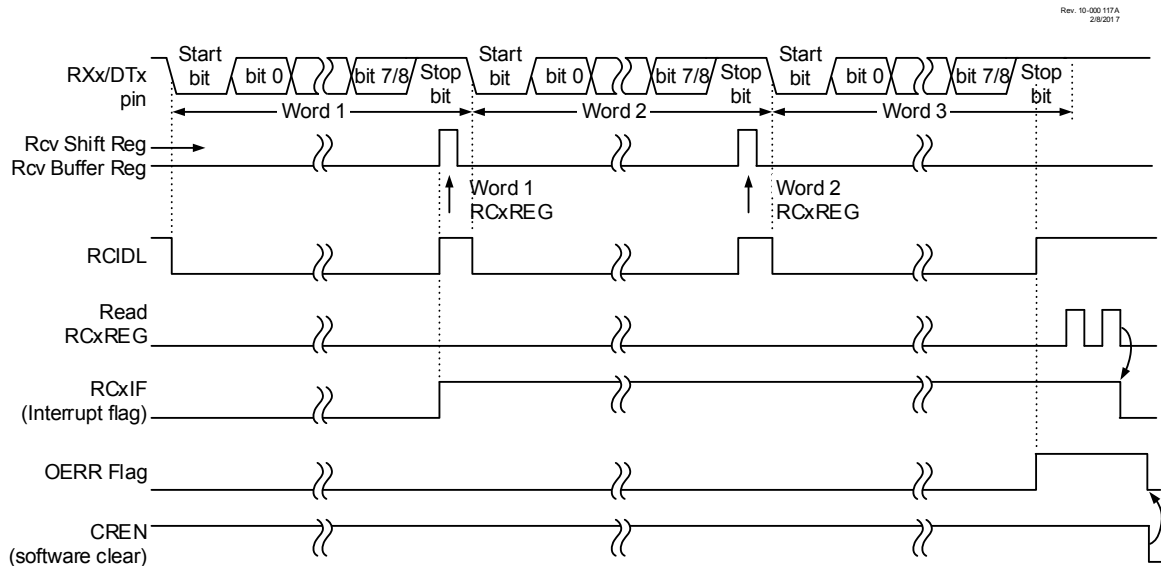 Rev. 10-000 117A
2/8/201 7
RXx/DTx
pin
Start
bit
bit 0
bit 7/8
Stop
bit
Start
bit
bit 0
bit 7/8
Stop
bit
Start
bit
bit 0
bit 7/8
Stop
bit
Word 1
Word 2
Word 3
Rcv Shift Reg
Rcv Buffer Reg
Word 1
RCxREG
Word 2
RCxREG
RCIDL
Read
RCxREG
RCxIF
(Interrupt flag)
OERR Flag
CREN
(software clear)